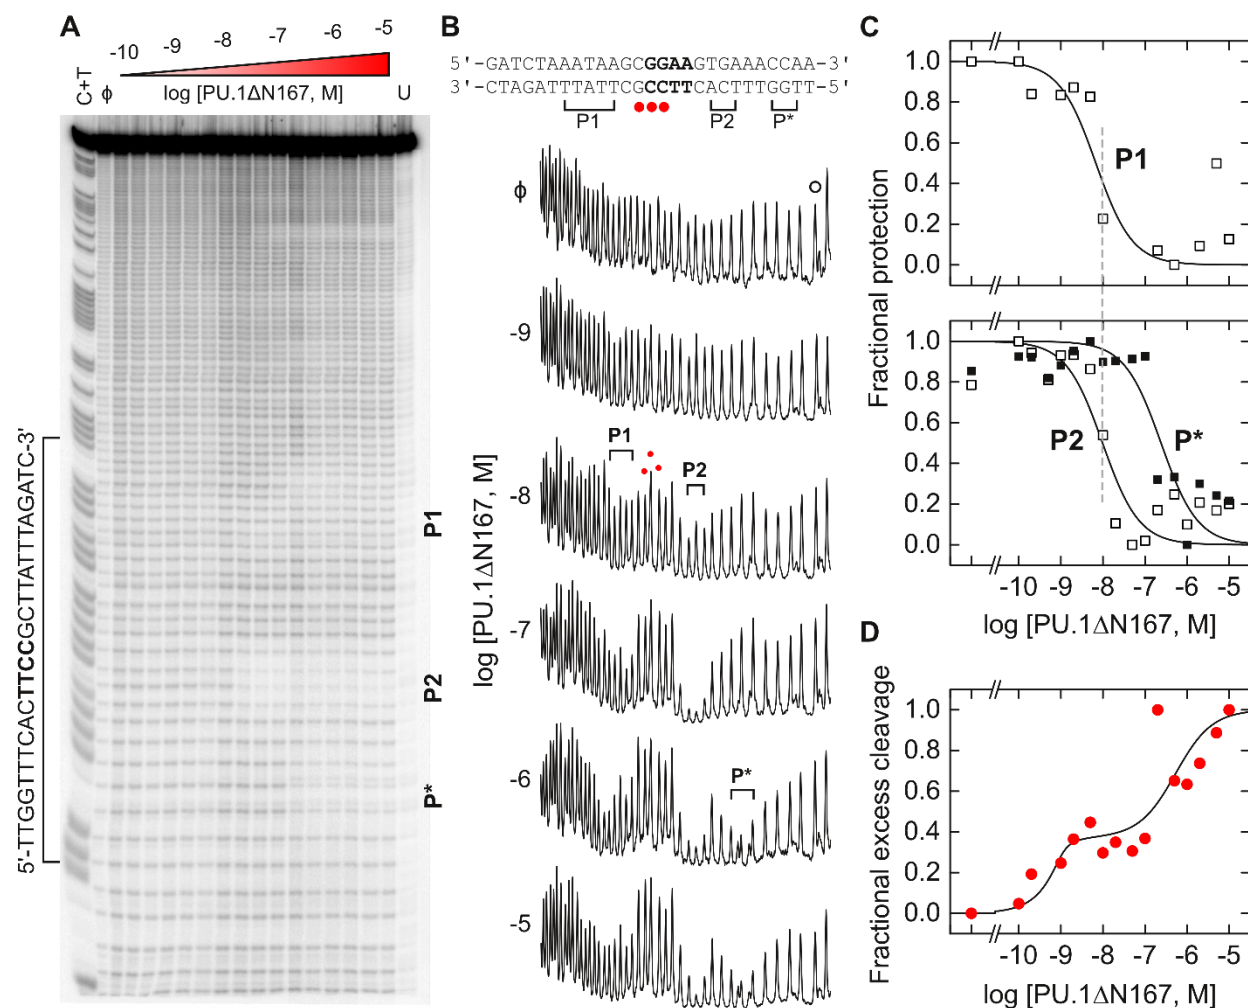 A
-10 -9 -8 -7 -6 -5
C+T
ϕ
log [PU.1ΔN167, M]
U
5'-TTGGTTTCACTTCCGCTTATTTAGATC-3'
P1
P2
P*
B
5'-GATCTAAATAAGCGGAAGTGAAACCAA-3'
3'-CTAGATTTATTCGCCTTCACTTTGGTT-5'
P1 P2 P*
ϕ
-9
P1
P2
-8
log [PU.1ΔN167, M]
-7
-6
P*
-5
C
Fractional protection
1.0
0.8
0.6
0.4
0.2
0.0
P1
1.0
0.8
0.6
0.4
0.2
0.0
P2
P*
-10 -9 -8 -7 -6 -5
log [PU.1ΔN167, M]
D
Fractional excess cleavage
1.0
0.8
0.6
0.4
0.2
0.0
-10 -9 -8 -7 -6 -5
log [PU.1ΔN167, M]